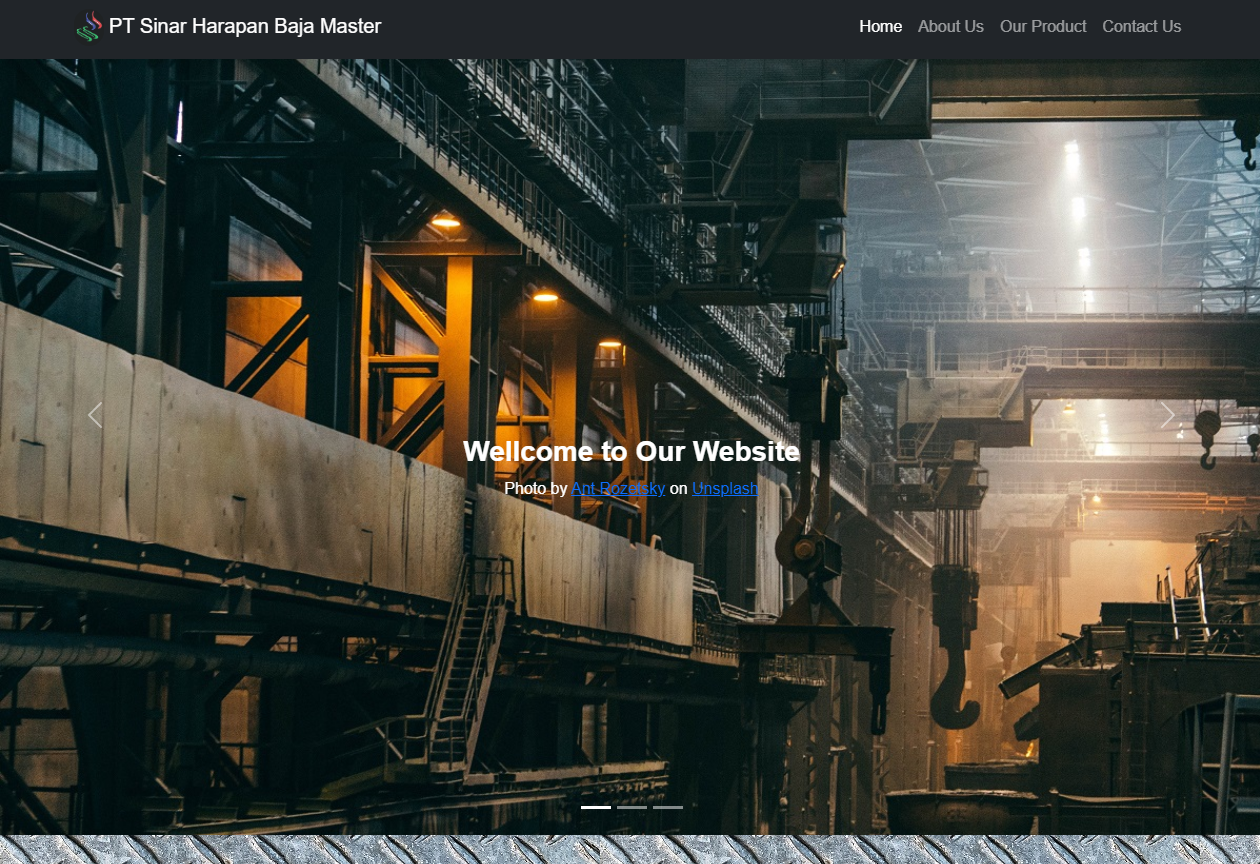 PT Sinar Harapan Baja Master
Home About Us Our Product Contact Us
Wellcome to Our Website
Photo by Ant Rozetsky on Unsplash